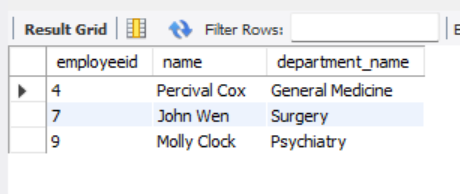 Result Grid Filter Rows: E
employeeid name department_name
4 Percival Cox General Medicine
7 John Wen Surgery
9 Molly Clock Psychiatry